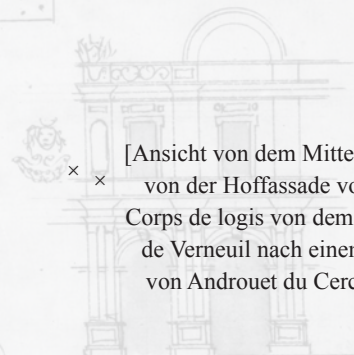 [Ansicht von dem Mitte
von der Hoffassade vo
Corps de logis von dem
de Verneuil nach einer
von Androuet du Cerc